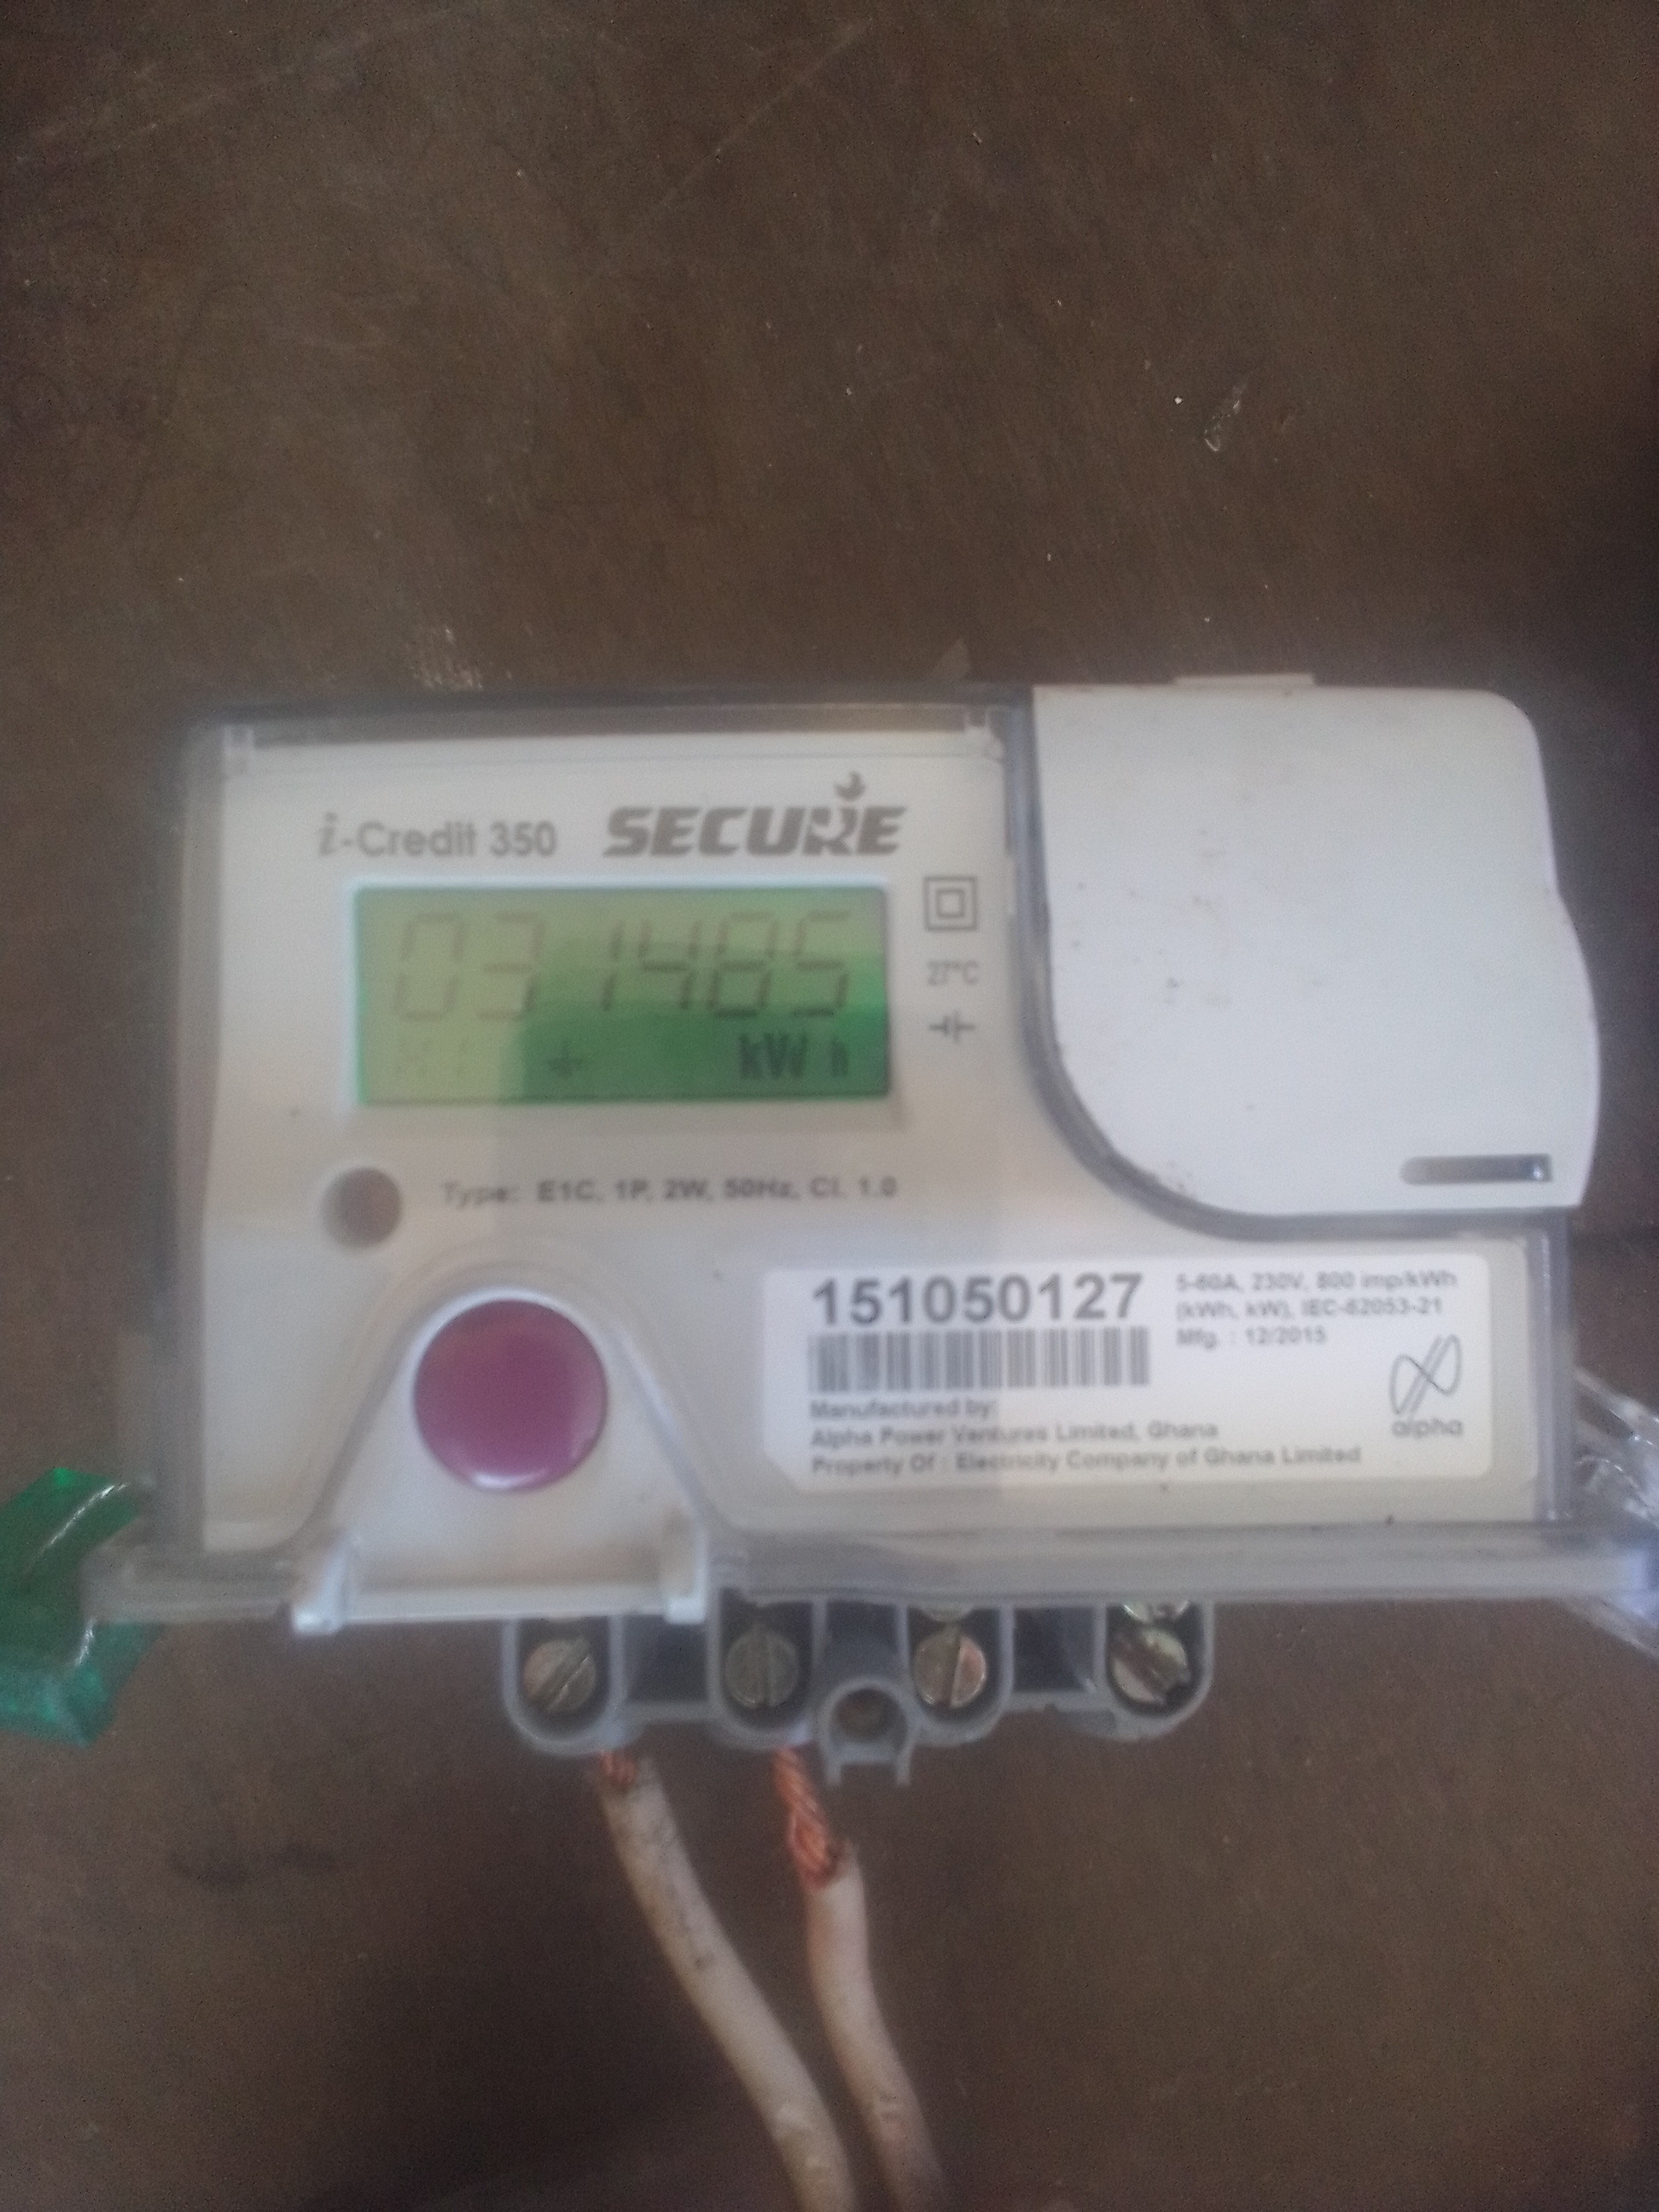 i-Credit 350 SECURE
031485
kWh
27°C
Type: E1C, 1P, 2W, 50Hz, Cl. 1.0
151050127
5-60A, 230V, 800 imp/kWh
(kWh, kW), IEC-62053-21
Mfg. : 12/2015
alpha
Manufactured by:
Alpha Power Ventures Limited, Ghana
Property Of : Electricity Company of Ghana Limited